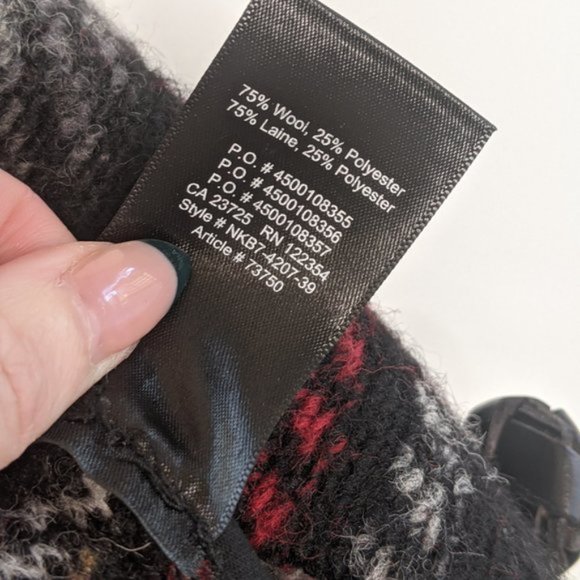 75% Wool, 25% Polyester
75% Laine, 25% Polyester
P.O. # 4500108355
P.O. # 4500108356
P.O. # 4500108357
CA 23725 RN 122354
Style # NKB7-4207-39
Article # 73750